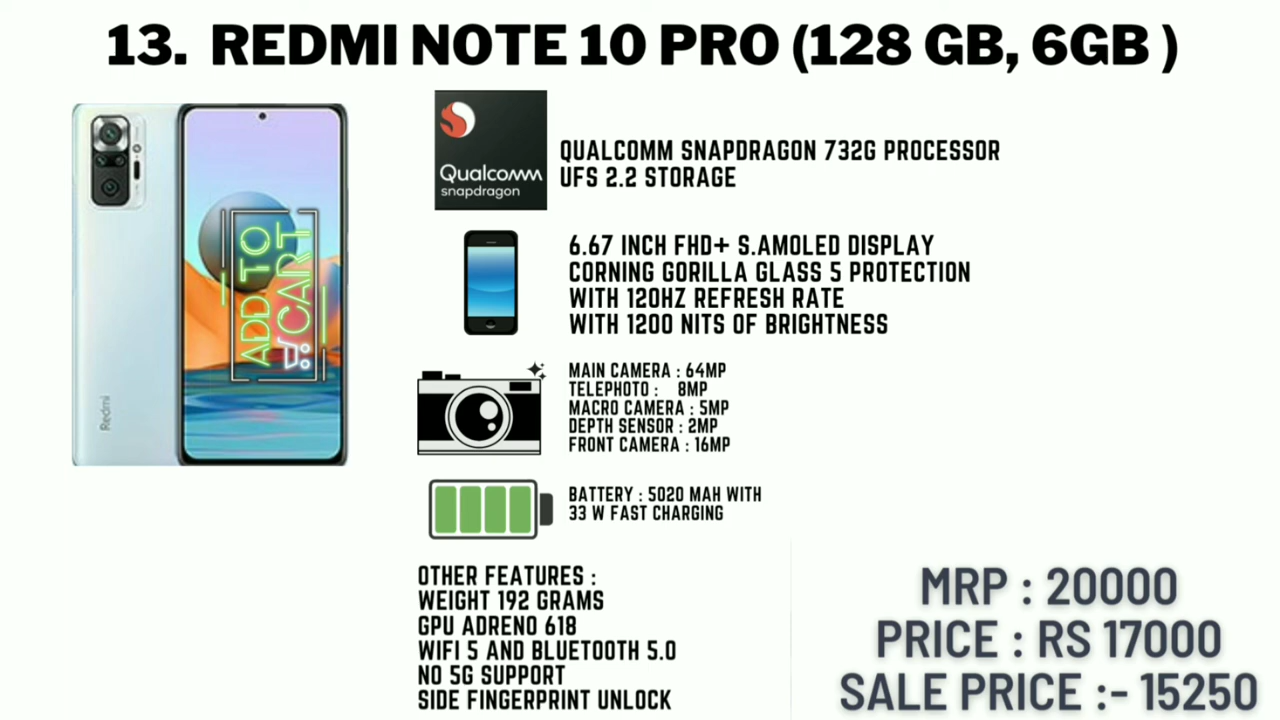 13. REDMI NOTE 10 PRO (128 GB, 6GB )
Redmi
ADD TO
CART
Qualcomm
snapdragon
QUALCOMM SNAPDRAGON 732G PROCESSOR
UFS 2.2 STORAGE
6.67 INCH FHD+ S.AMOLED DISPLAY
CORNING GORILLA GLASS 5 PROTECTION
WITH 120HZ REFRESH RATE
WITH 1200 NITS OF BRIGHTNESS
MAIN CAMERA : 64MP
TELEPHOTO : 8MP
MACRO CAMERA : 5MP
DEPTH SENSOR : 2MP
FRONT CAMERA : 16MP
BATTERY : 5020 MAH WITH
33 W FAST CHARGING
OTHER FEATURES :
WEIGHT 192 GRAMS
GPU ADRENO 618
WIFI 5 AND BLUETOOTH 5.0
NO 5G SUPPORT
SIDE FINGERPRINT UNLOCK
MRP : 20000
PRICE : RS 17000
SALE PRICE :- 15250